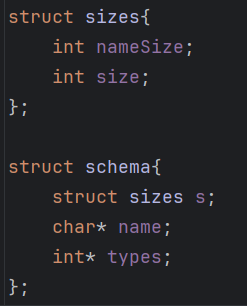 struct sizes{
    int nameSize;
    int size;
};

struct schema{
    struct sizes s;
    char* name;
    int* types;
};